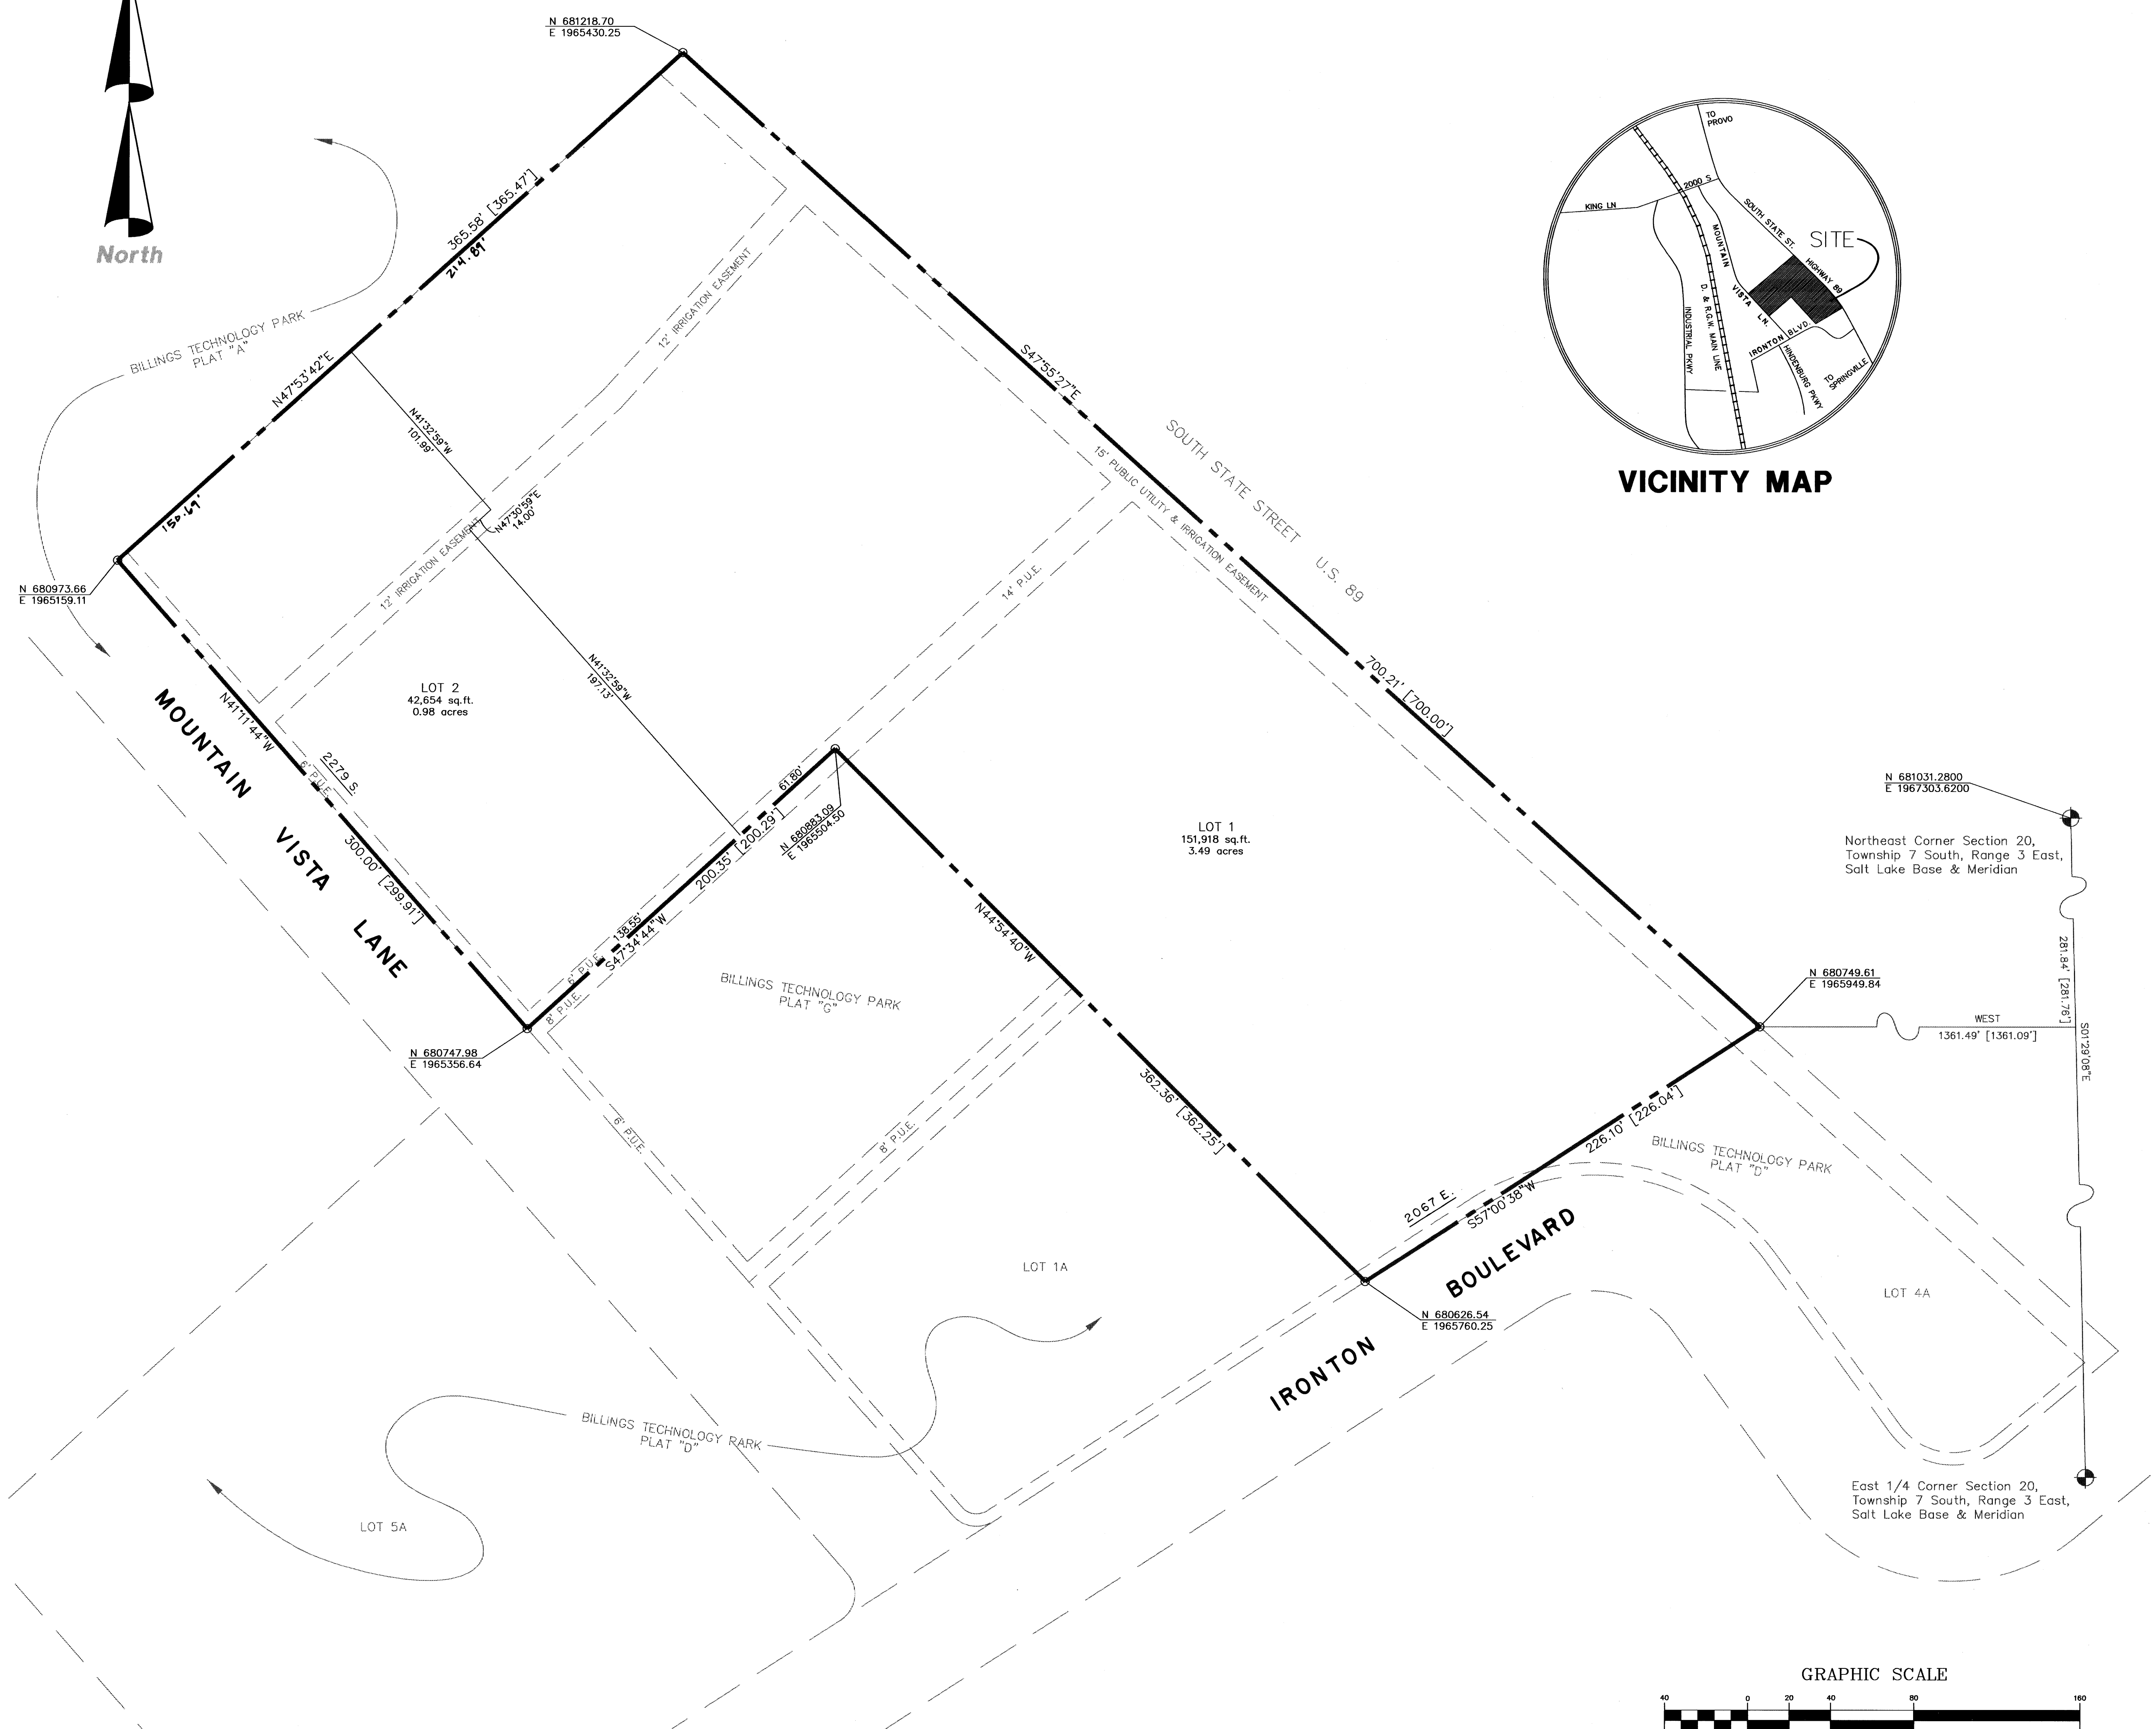 N 681218.70
E 1965430.25
North
365.58' [365.47']
214.89'
N47°53'42"E
150.69'
BILLINGS TECHNOLOGY PARK
PLAT "A"
12' IRRIGATION EASEMENT
N41°32'59"W
101.99'
N47°30'59"E
14.00'
12' IRRIGATION EASEMENT
N 680973.66
E 1965159.11
S47°55'27"E
700.21' [700.00']
15' PUBLIC UTILITY & IRRIGATION EASEMENT
SOUTH STATE STREET U.S. 89
14' P.U.E.
TO
PROVO
2000 S
KING LN
SOUTH STATE ST.
HIGHWAY 89
SITE
MOUNTAIN
VISTA
LN.
D. & R.G.W. MAIN LINE
INDUSTRIAL PKWY
IRONTON BLVD.
HINDENBURG PKWY
TO
SPRINGVILLE
VICINITY MAP
LOT 2
42,654 sq.ft.
0.98 acres
N41°32'59"W
197.13'
N41°11'44"W
300.00' [299.91']
6' P.U.E.
2279 S.
MOUNTAIN VISTA LANE
61.80'
200.35' [200.29']
138.55'
S47°34'44"W
6' P.U.E.
8' P.U.E.
N 680883.09
E 1965504.50
N 680747.98
E 1965356.64
LOT 1
151,918 sq.ft.
3.49 acres
N44°54'40"W
362.36' [362.25']
BILLINGS TECHNOLOGY PARK
PLAT "G"
6' P.U.E.
8' P.U.E.
N 681031.2800
E 1967303.6200
Northeast Corner Section 20,
Township 7 South, Range 3 East,
Salt Lake Base & Meridian
281.84' [281.76']
S01°29'08"E
N 680749.61
E 1965949.84
WEST
1361.49' [1361.09']
226.10' [226.04']
S57°00'38"W
2067 E.
BILLINGS TECHNOLOGY PARK
PLAT "D"
IRONTON BOULEVARD
N 680626.54
E 1965760.25
LOT 1A
LOT 4A
BILLINGS TECHNOLOGY PARK
PLAT "D"
LOT 5A
East 1/4 Corner Section 20,
Township 7 South, Range 3 East,
Salt Lake Base & Meridian
GRAPHIC SCALE
40 0 20 40 80 160